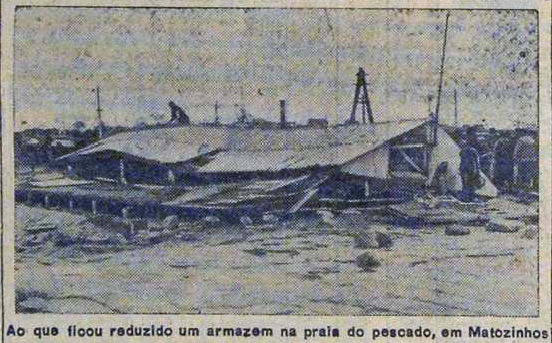 Ao que ficou reduzido um armazem na praia do pescado, em Matozinhos